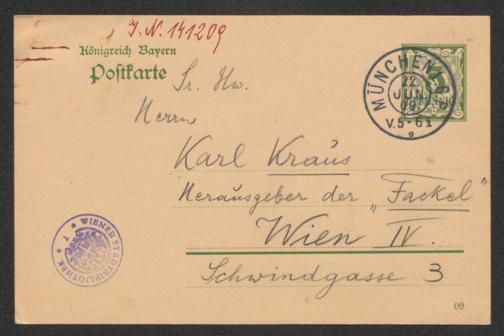 J. N. 141209
Königreich Bayern
Postkarte
MÜNCHEN
22
JUN
09
V.5-6
Sr. Hw.
Herrn
Karl Kraus
Herausgeber der „Fackel"
Wien IV.
Schwindgasse 3
* WIENER STADTBIBLIOTHEK *
09